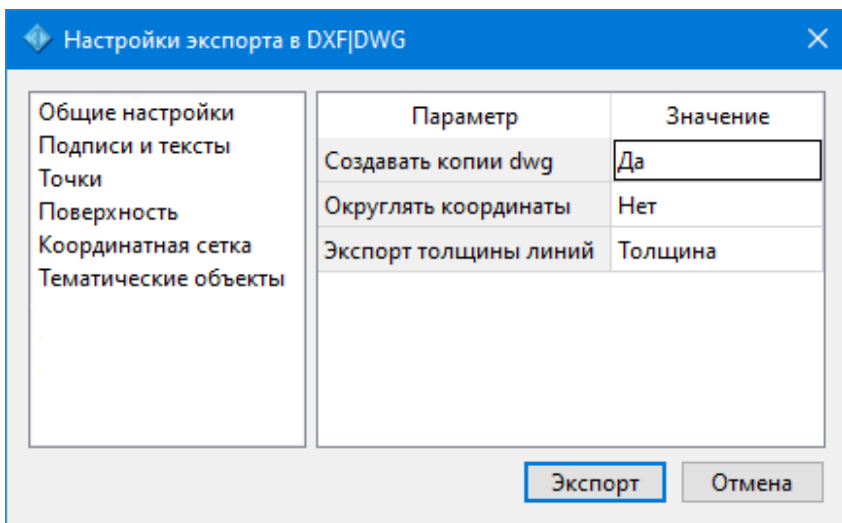 Настройки экспорта в DXF|DWG
Общие настройки
Подписи и тексты
Точки
Поверхность
Координатная сетка
Тематические объекты
Параметр Значение
Создавать копии dwg Да
Округлять координаты Нет
Экспорт толщины линий Толщина
Экспорт Отмена